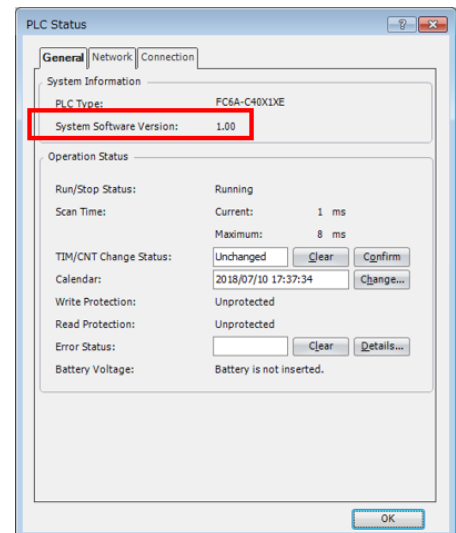 PLC Status
General Network Connection
System Information
PLC Type: FC6A-C40X1XE
System Software Version: 1.00
Operation Status
Run/Stop Status: Running
Scan Time: Current: 1 ms
Maximum: 8 ms
TIM/CNT Change Status: Unchanged Clear Confirm
Calendar: 2018/07/10 17:37:34 Change...
Write Protection: Unprotected
Read Protection: Unprotected
Error Status: Clear Details...
Battery Voltage: Battery is not inserted.
OK